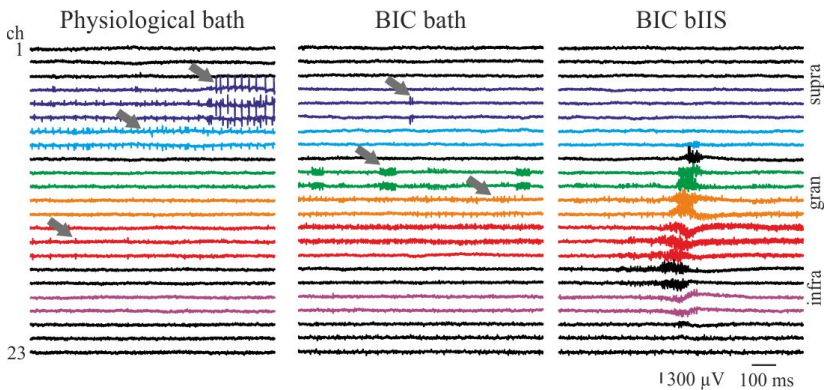 Physiological bath
BIC bath
BIC bIIS
ch
1
23
supra
gran
infra
300 µV
100 ms